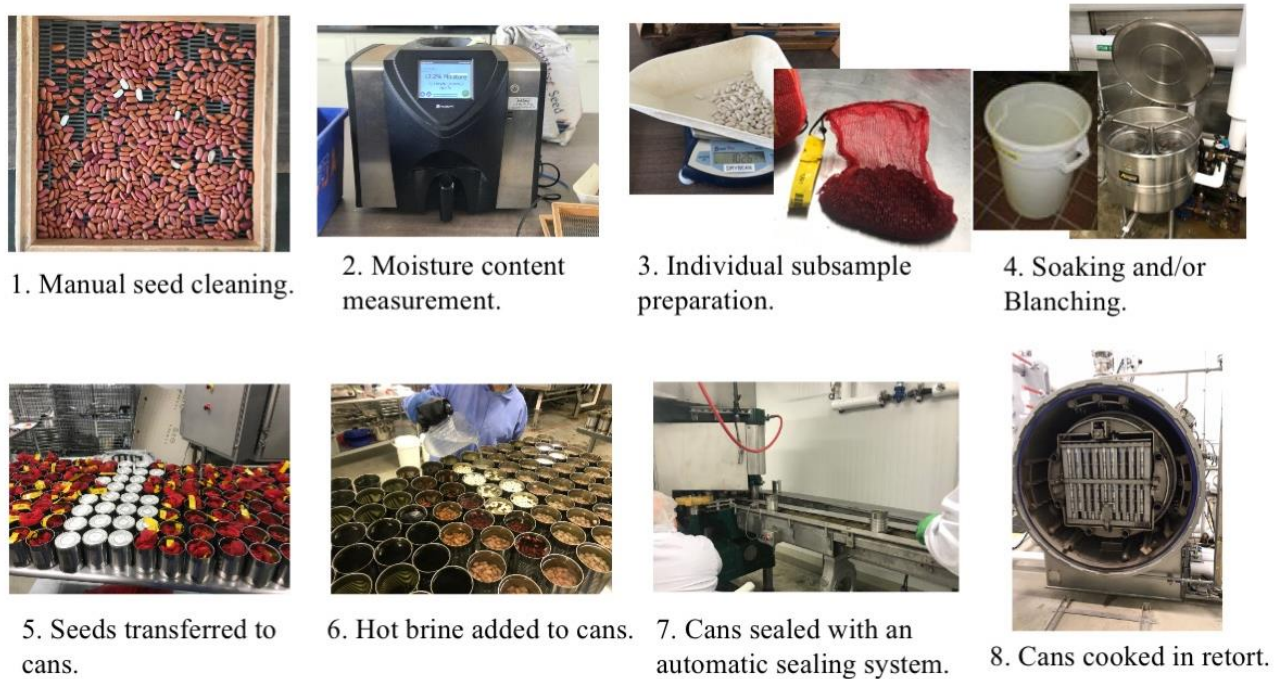 1. Manual seed cleaning.
2. Moisture content
measurement.
3. Individual subsample
preparation.
4. Soaking and/or
Blanching.
5. Seeds transferred to
cans.
6. Hot brine added to cans.
7. Cans sealed with an
automatic sealing system.
8. Cans cooked in retort.